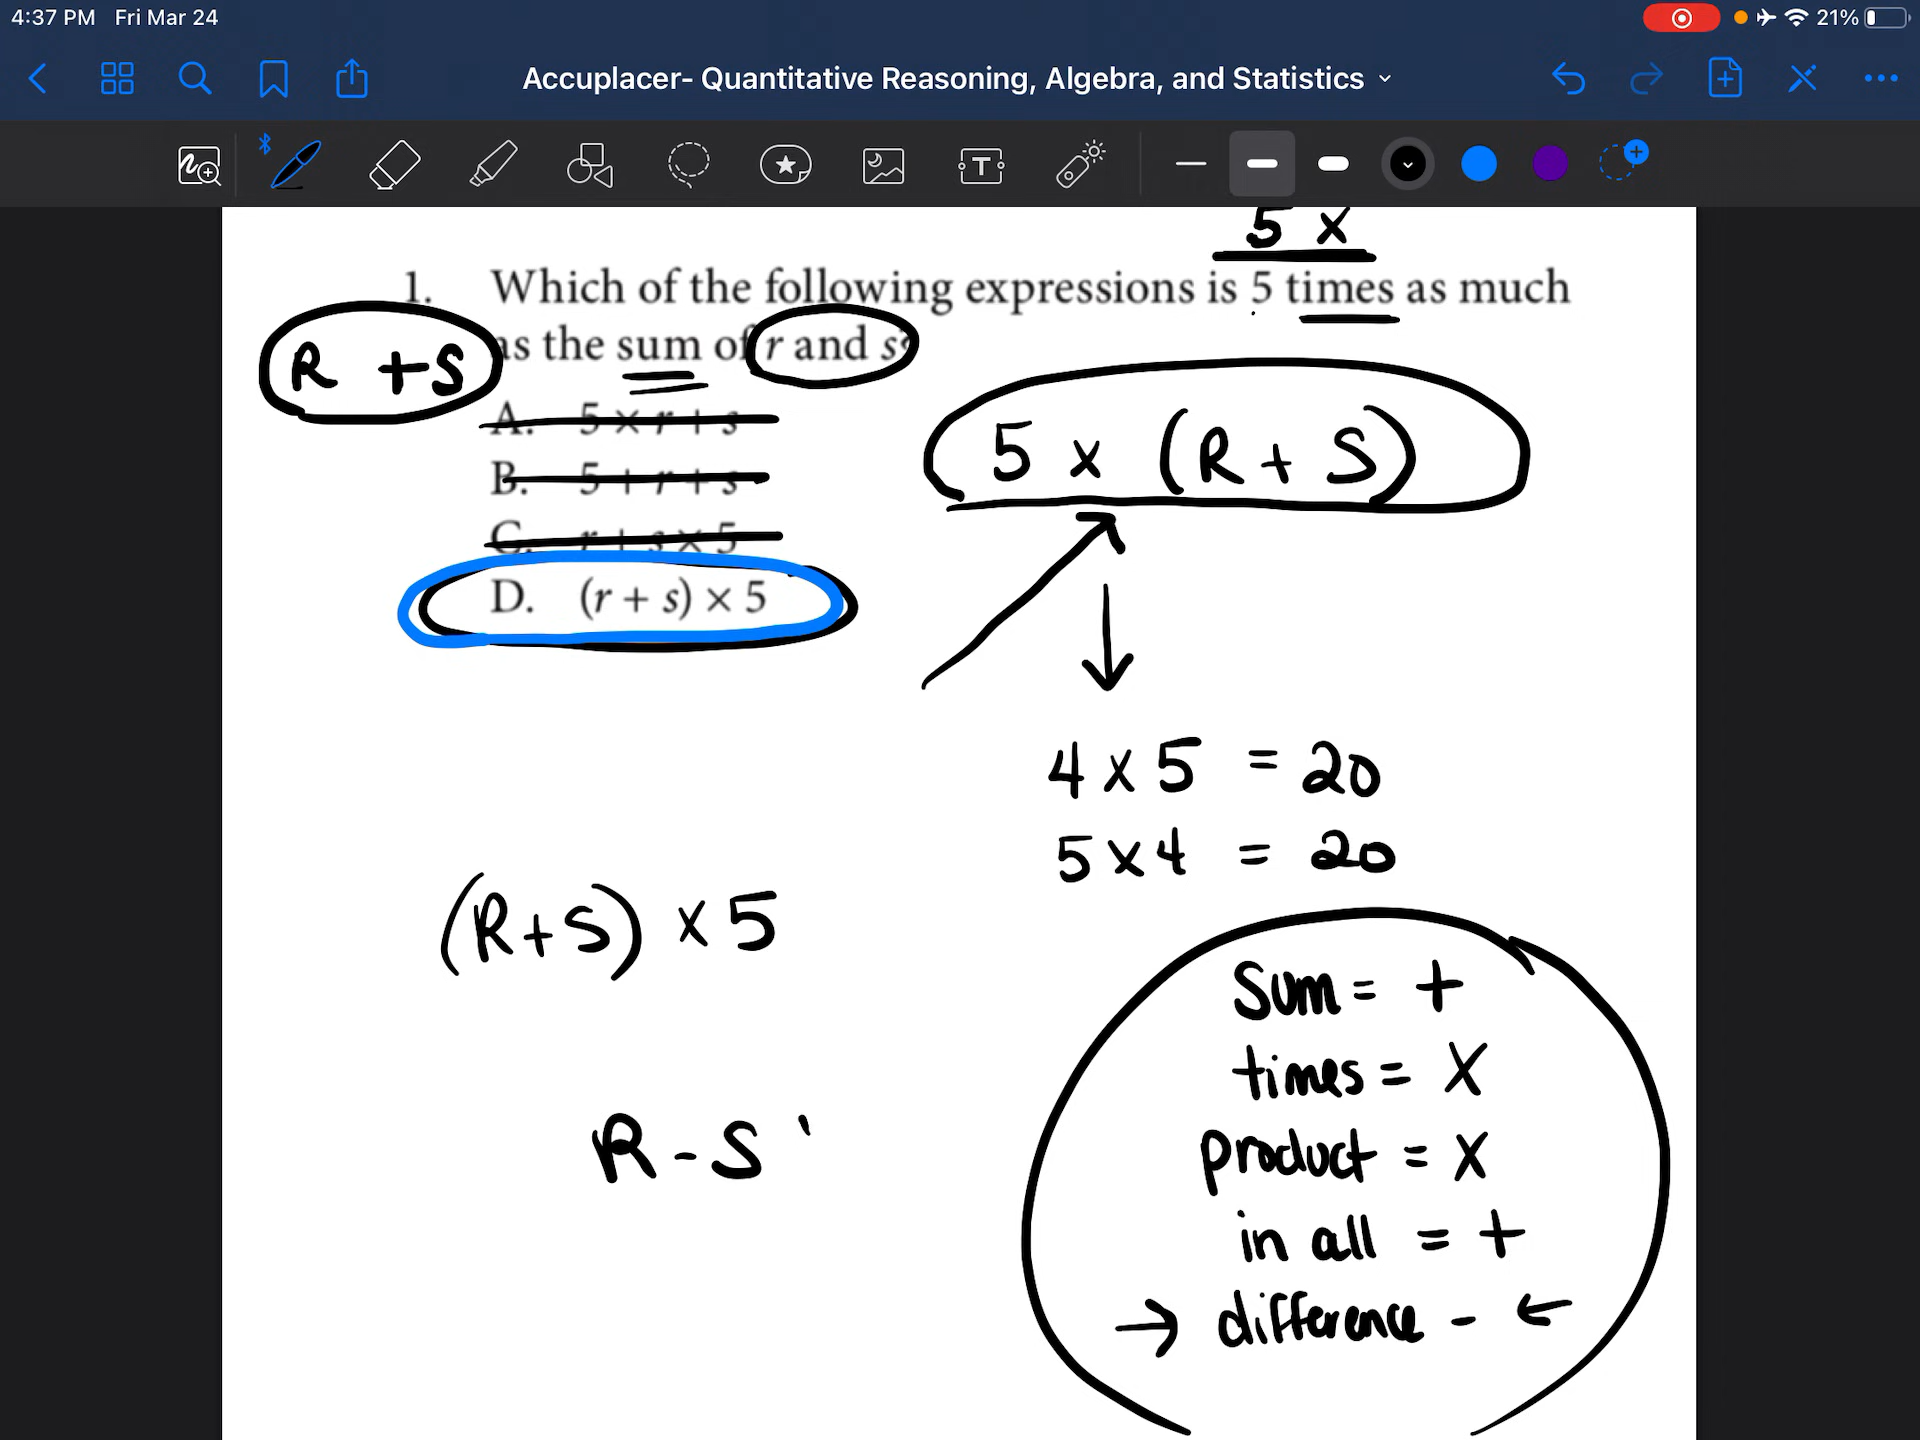 4:37 PM Fri Mar 24
21%
Accuplacer- Quantitative Reasoning, Algebra, and Statistics
T
5 x
1. Which of the following expressions is 5 times as much
as the sum of r and s?
R + S
A. 5 × r + s
B. 5 + r + s
C. r + s × 5
D. (r + s) × 5
5 x (R + S)
4 x 5 = 20
5 x 4 = 20
(R+S) x 5
R - S
Sum = +
times = X
product = X
in all = +
→ difference - ←